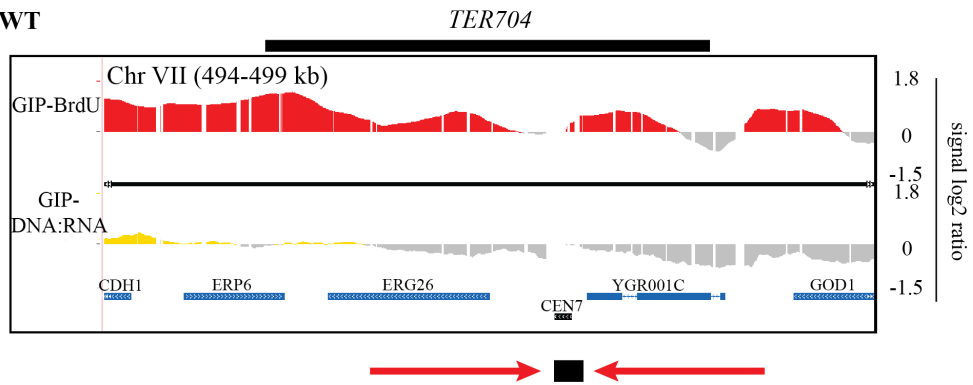 WT
TER704
Chr VII (494-499 kb)
GIP-BrdU
1.8
0
-1.5
GIP-
DNA:RNA
1.8
0
-1.5
signal log2 ratio
CDH1
ERP6
ERG26
CEN7
YGR001C
GOD1